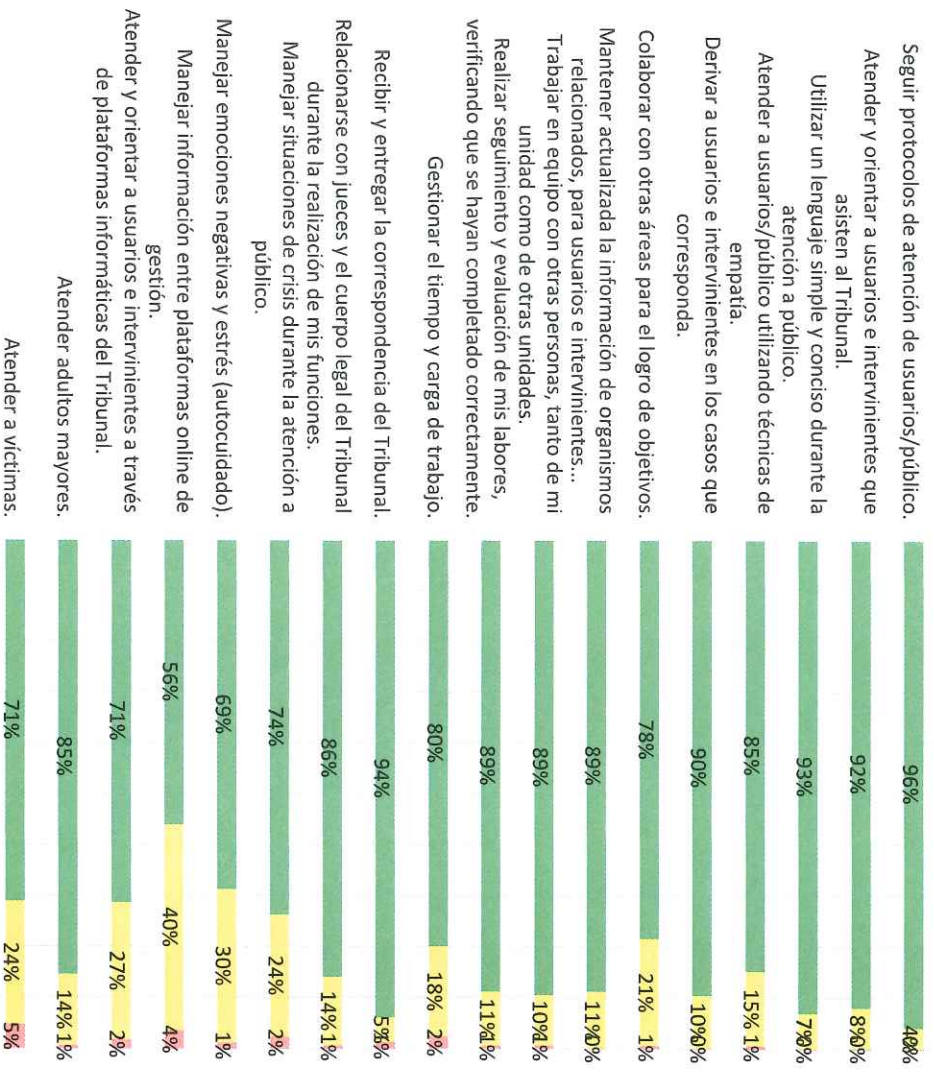 Seguir protocolos de atención de usuarios/público.
96% 4%
Atender y orientar a usuarios e intervinientes que
asisten al Tribunal.
92% 8% 0%
Utilizar un lenguaje simple y conciso durante la
atención a público.
93% 7% 0%
Atender a usuarios/público utilizando técnicas de
empatía.
85% 15% 1%
Derivar a usuarios e intervinientes en los casos que
corresponda.
90% 10% 0%
Colaborar con otras áreas para el logro de objetivos.
78% 21% 1%
Mantener actualizada la información de organismos
relacionados, para usuarios e intervinientes...
89% 11% 0%
Trabajar en equipo con otras personas, tanto de mi
unidad como de otras unidades.
89% 10% 1%
Realizar seguimiento y evaluación de mis labores,
verificando que se hayan completado correctamente.
89% 11% 1%
Gestionar el tiempo y carga de trabajo.
80% 18% 2%
Recibir y entregar la correspondencia del Tribunal.
94% 5%
Relacionarse con jueces y el cuerpo legal del Tribunal
durante la realización de mis funciones.
86% 14% 1%
Manejar situaciones de crisis durante la atención a
público.
74% 24% 2%
Manejar emociones negativas y estrés (autocuidado).
69% 30% 1%
Manejar información entre plataformas online de
gestión.
56% 40% 4%
Atender y orientar a usuarios e intervinientes a través
de plataformas informáticas del Tribunal.
71% 27% 2%
Atender adultos mayores.
85% 14% 1%
Atender a víctimas.
71% 24% 5%